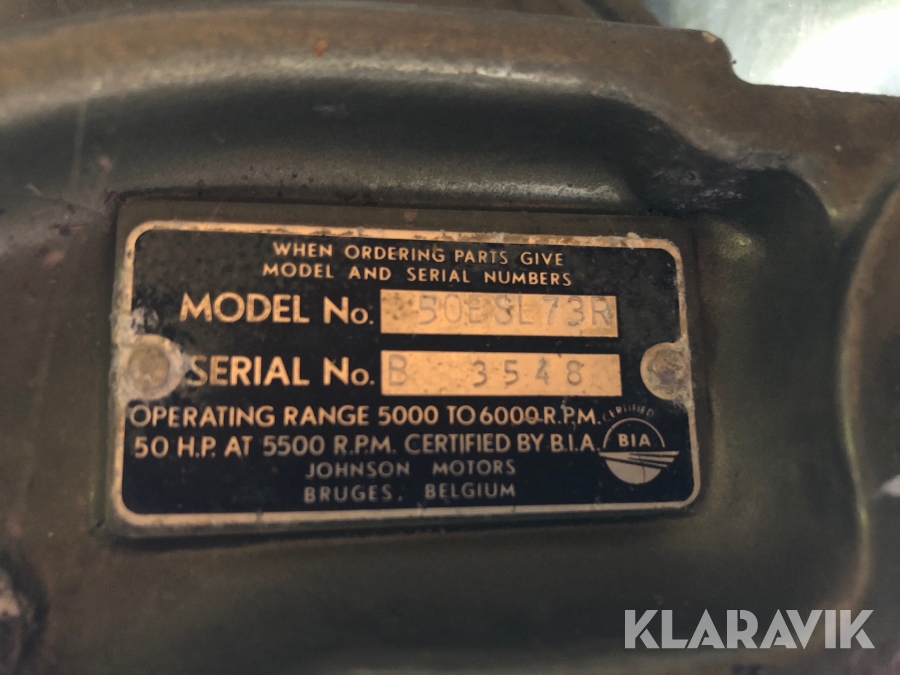 WHEN ORDERING PARTS GIVE
MODEL AND SERIAL NUMBERS
MODEL No. 50ESL73R
SERIAL No. B 3548
OPERATING RANGE 5000 TO 6000 R.P.M.
50 H.P. AT 5500 R.P.M. CERTIFIED BY B.I.A.
CERTIFIED
BIA
JOHNSON MOTORS
BRUGES, BELGIUM
KLARAVIK